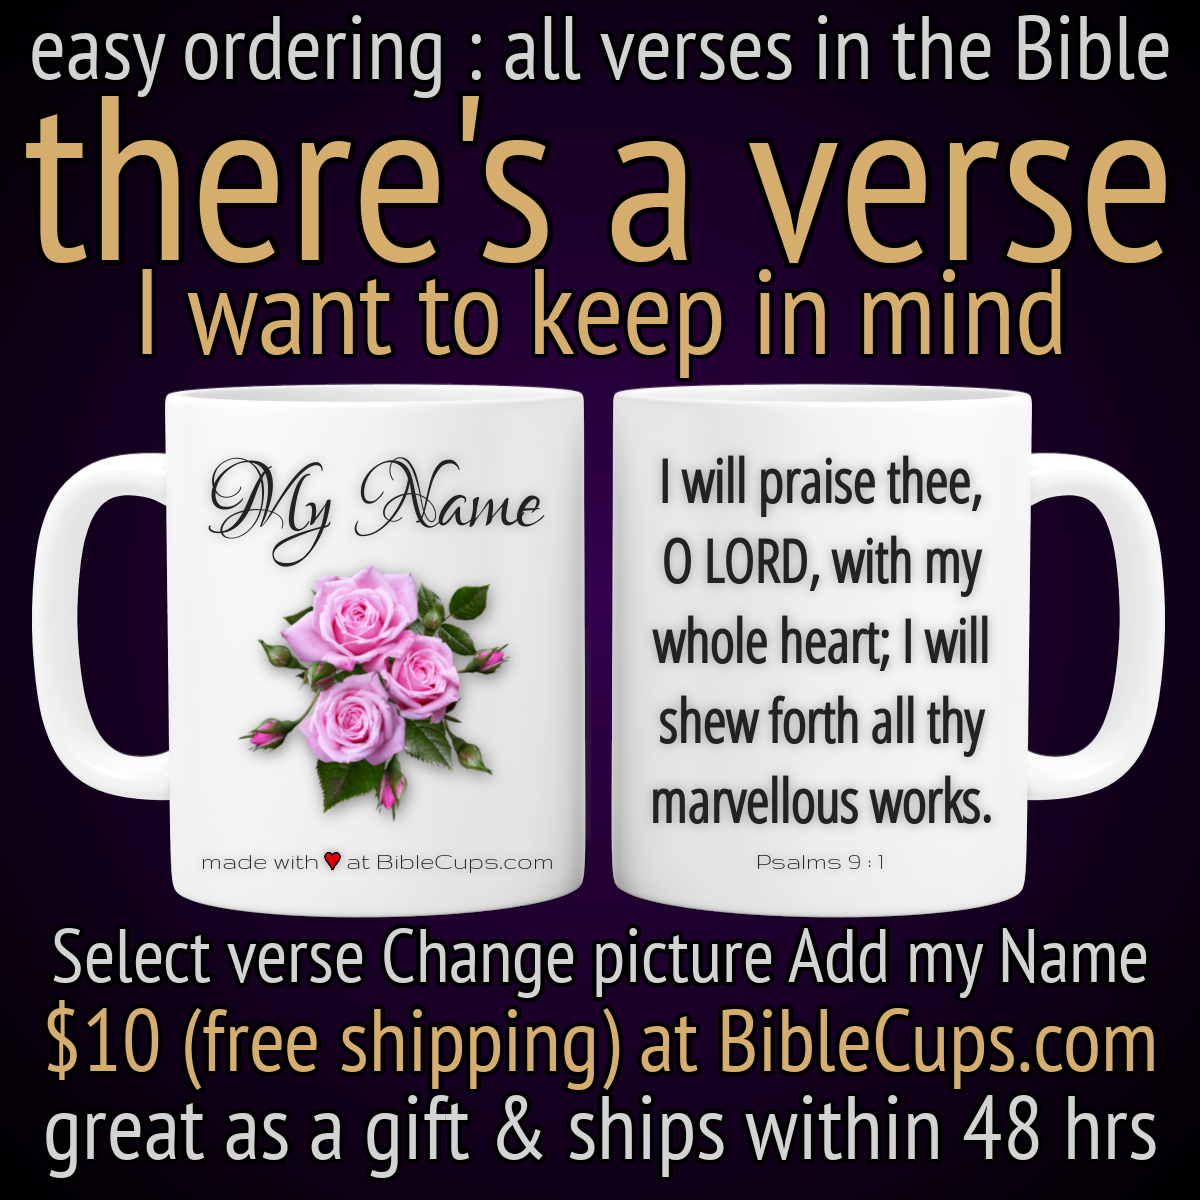 easy ordering : all verses in the Bible
there's a verse
I want to keep in mind
My Name
made with ❤ at BibleCups.com
I will praise thee,
O LORD, with my
whole heart; I will
shew forth all thy
marvellous works.
Psalms 9 : 1
Select verse Change picture Add my Name
$10 (free shipping) at BibleCups.com
great as a gift & ships within 48 hrs